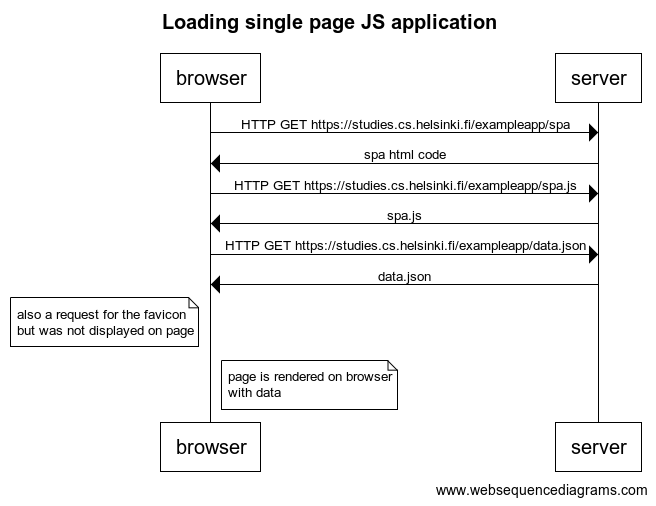 Loading single page JS application
browser
server
HTTP GET https://studies.cs.helsinki.fi/exampleapp/spa
spa html code
HTTP GET https://studies.cs.helsinki.fi/exampleapp/spa.js
spa.js
HTTP GET https://studies.cs.helsinki.fi/exampleapp/data.json
data.json
also a request for the favicon
but was not displayed on page
page is rendered on browser
with data
browser
server
www.websequencediagrams.com